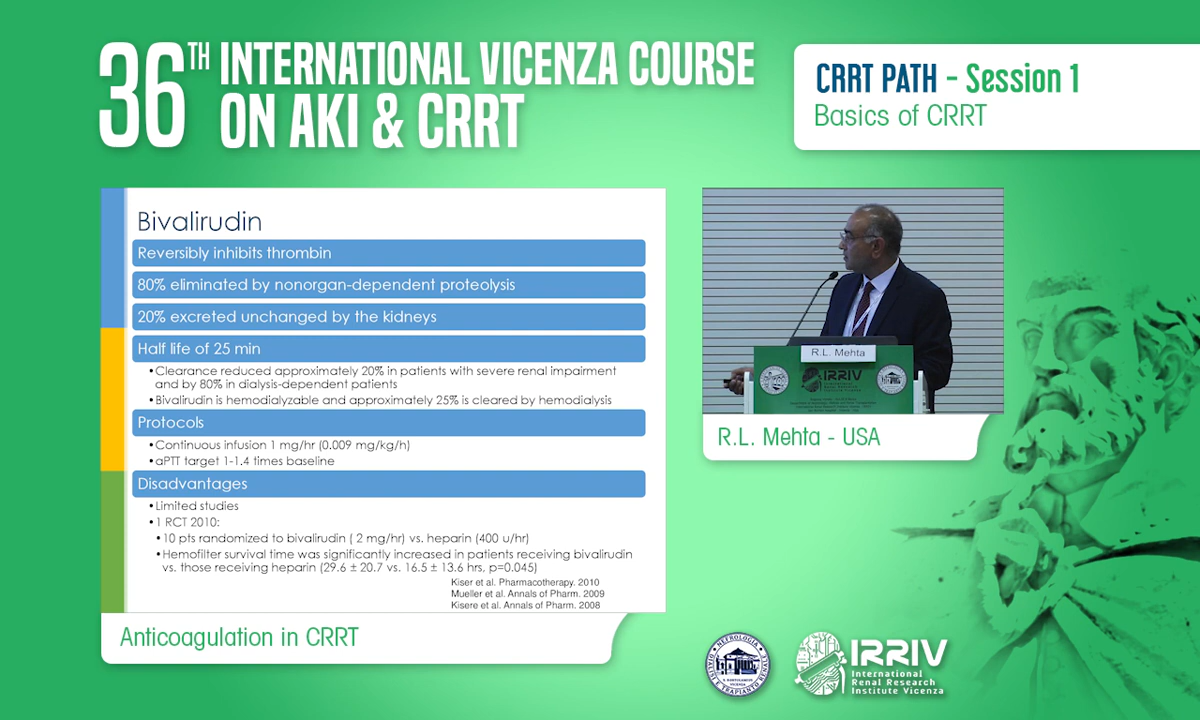 36TH INTERNATIONAL VICENZA COURSE
ON AKI & CRRT
CRRT PATH - Session 1
Basics of CRRT
Bivalirudin
Reversibly inhibits thrombin
80% eliminated by nonorgan-dependent proteolysis
20% excreted unchanged by the kidneys
Half life of 25 min
•Clearance reduced approximately 20% in patients with severe renal impairment
and by 80% in dialysis-dependent patients
•Bivalirudin is hemodialyzable and approximately 25% is cleared by hemodialysis
Protocols
•Continuous infusion 1 mg/hr (0.009 mg/kg/h)
•aPTT target 1-1.4 times baseline
Disadvantages
•Limited studies
•1 RCT 2010:
•10 pts randomized to bivalirudin ( 2 mg/hr) vs. heparin (400 u/hr)
•Hemofilter survival time was significantly increased in patients receiving bivalirudin
vs. those receiving heparin (29.6 ± 20.7 vs. 16.5 ± 13.6 hrs, p=0.045)
Kiser et al. Pharmacotherapy. 2010
Mueller et al. Annals of Pharm. 2009
Kisere et al. Annals of Pharm. 2008
Anticoagulation in CRRT
R.L. Mehta
IRRIV
R.L. Mehta - USA
NEFROLOGIA
DIALISI E TRAPIANTO RENALE
S. BORTOLO
VICENZA
IRRIV
International
Renal Research
Institute Vicenza